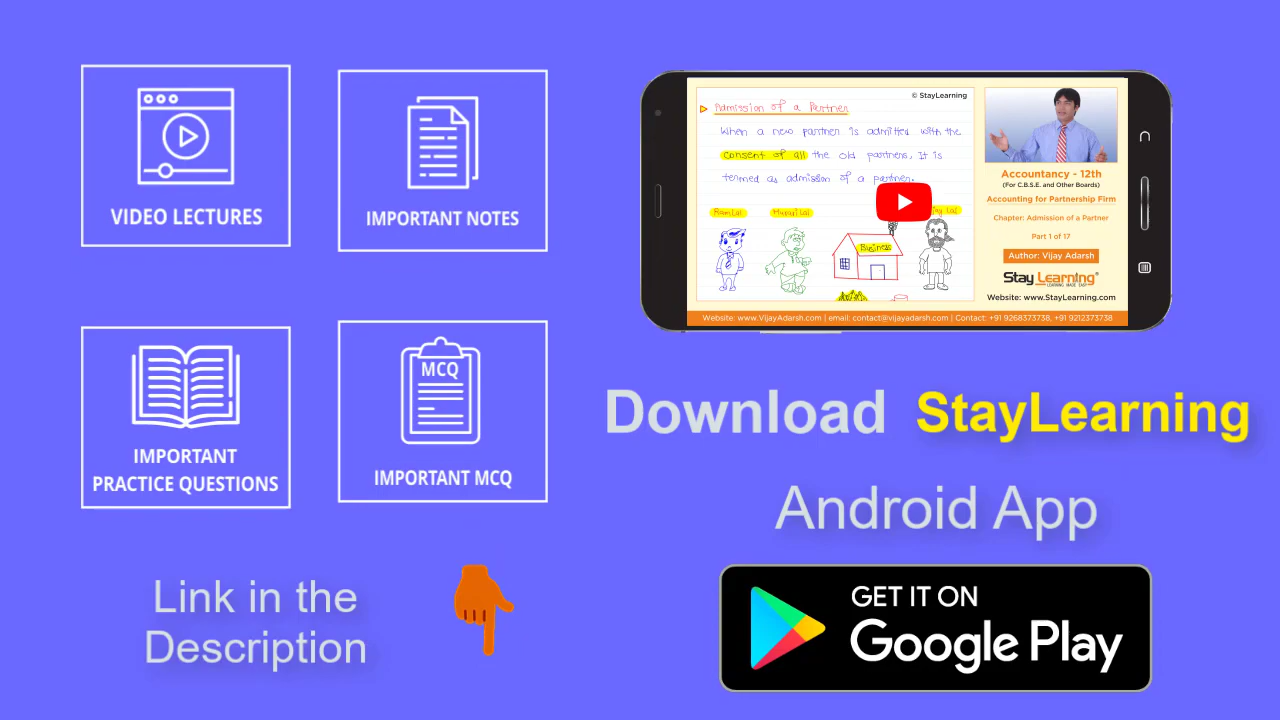 VIDEO LECTURES
IMPORTANT NOTES
IMPORTANT
PRACTICE QUESTIONS
MCQ
IMPORTANT MCQ
Link in the
Description
© StayLearning
Admission of a Partner
When a new partner is admitted with the
consent of all the old partners, It is
termed as admission of a partner.
RamLal
Business
Accountancy - 12th
(For C.B.S.E. and Other Boards)
Accounting for Partnership Firm
Chapter: Admission of a Partner
Part 1 of 17
Author: Vijay Adarsh
Stay Learning®
LEARNING MADE EASY
Website: www.StayLearning.com
Website: www.VijayAdarsh.com | email: contact@vijayadarsh.com | Contact: +91 9268373738, +91 9212373738
Download StayLearning
Android App
GET IT ON
Google Play